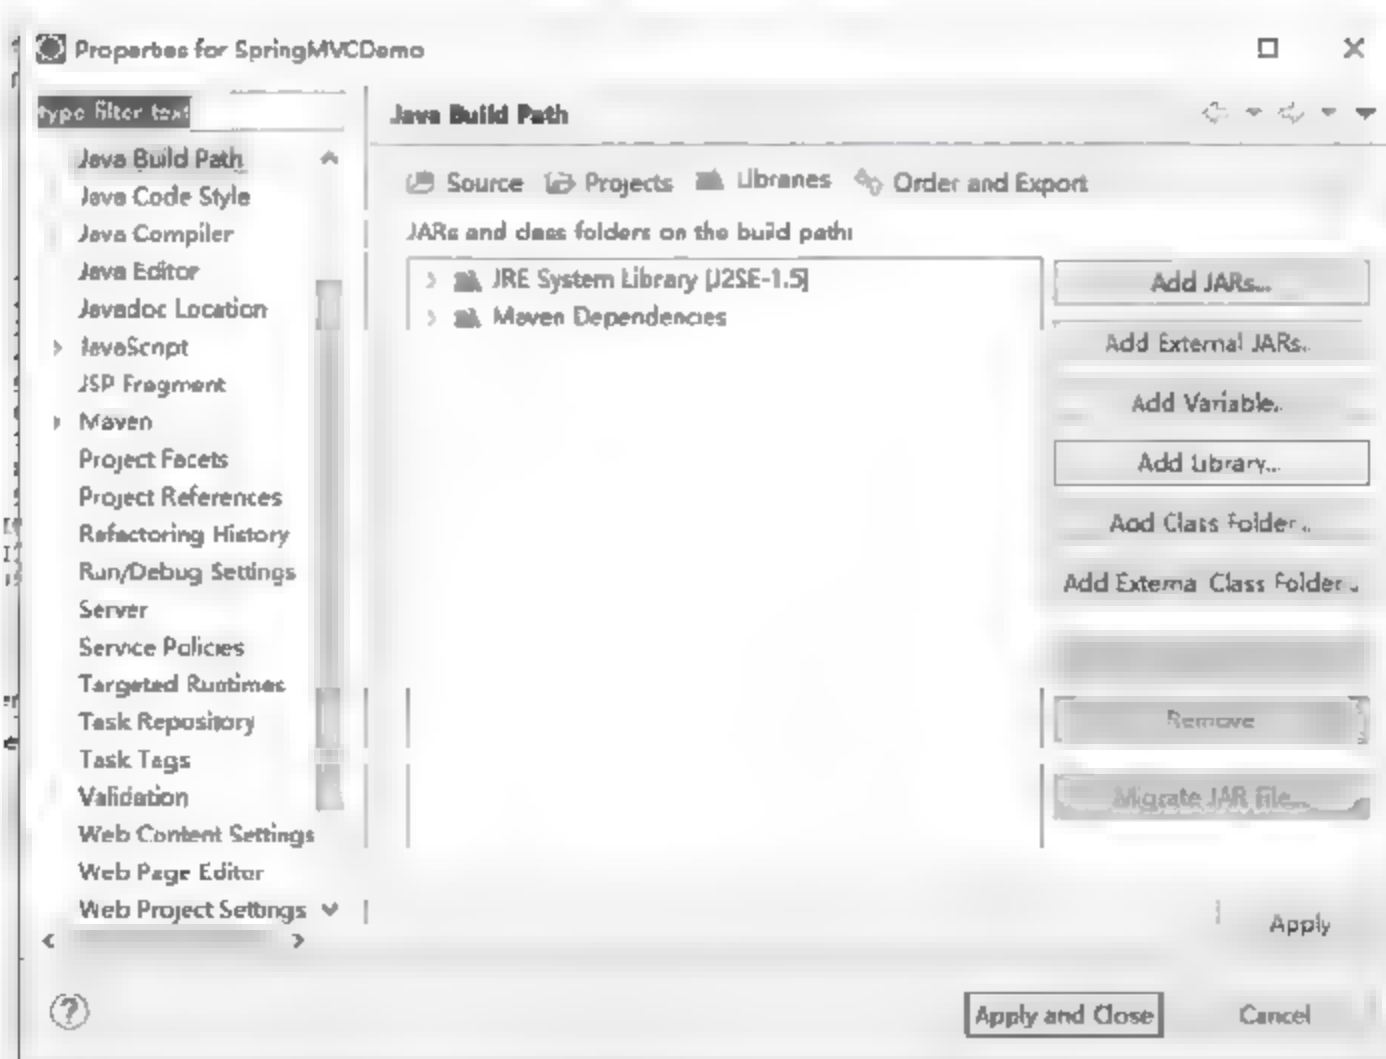 Properties for SpringMVCDemo
type filter text
Java Build Path
Java Code Style
Java Compiler
Java Editor
Javadoc Location
JavaScript
JSP Fragment
Maven
Project Facets
Project References
Refactoring History
Run/Debug Settings
Server
Service Policies
Targeted Runtimes
Task Repository
Task Tags
Validation
Web Content Settings
Web Page Editor
Web Project Settings
Java Build Path
Source Projects Libraries Order and Export
JARs and class folders on the build path:
JRE System Library [J2SE-1.5]
Maven Dependencies
Add JARs...
Add External JARs...
Add Variable...
Add Library...
Add Class Folder...
Add External Class Folder...
Remove
Migrate JAR File...
Apply
Apply and Close
Cancel